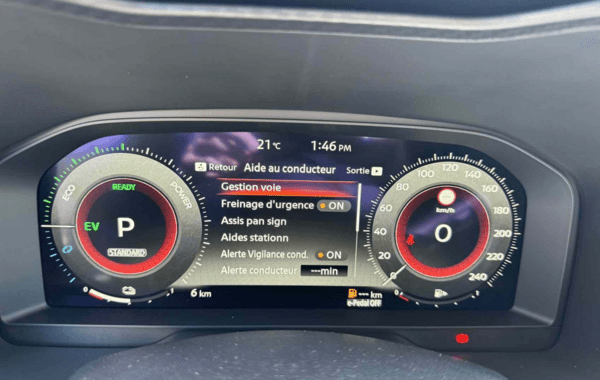 21°C 1:46 PM
Retour Aide au conducteur Sortie
Gestion voie
Freinage d'urgence ON
Assis pan sign
Aides stationn
Alerte Vigilance cond. ON
Alerte conducteur ---min
6 km
--- km
e-Pedal OFF
READY
ECO
POWER
EV
P
STANDARD
0
20
40
60
80
100
120
140
160
180
200
220
240
km/h
0